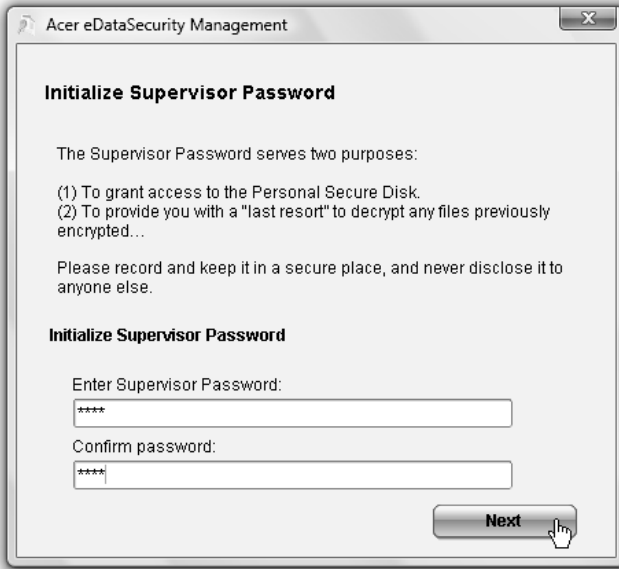 Acer eDataSecurity Management
Initialize Supervisor Password
The Supervisor Password serves two purposes:
(1) To grant access to the Personal Secure Disk.
(2) To provide you with a "last resort" to decrypt any files previously
encrypted...
Please record and keep it in a secure place, and never disclose it to
anyone else.
Initialize Supervisor Password
Enter Supervisor Password:
****
Confirm password:
****
Next